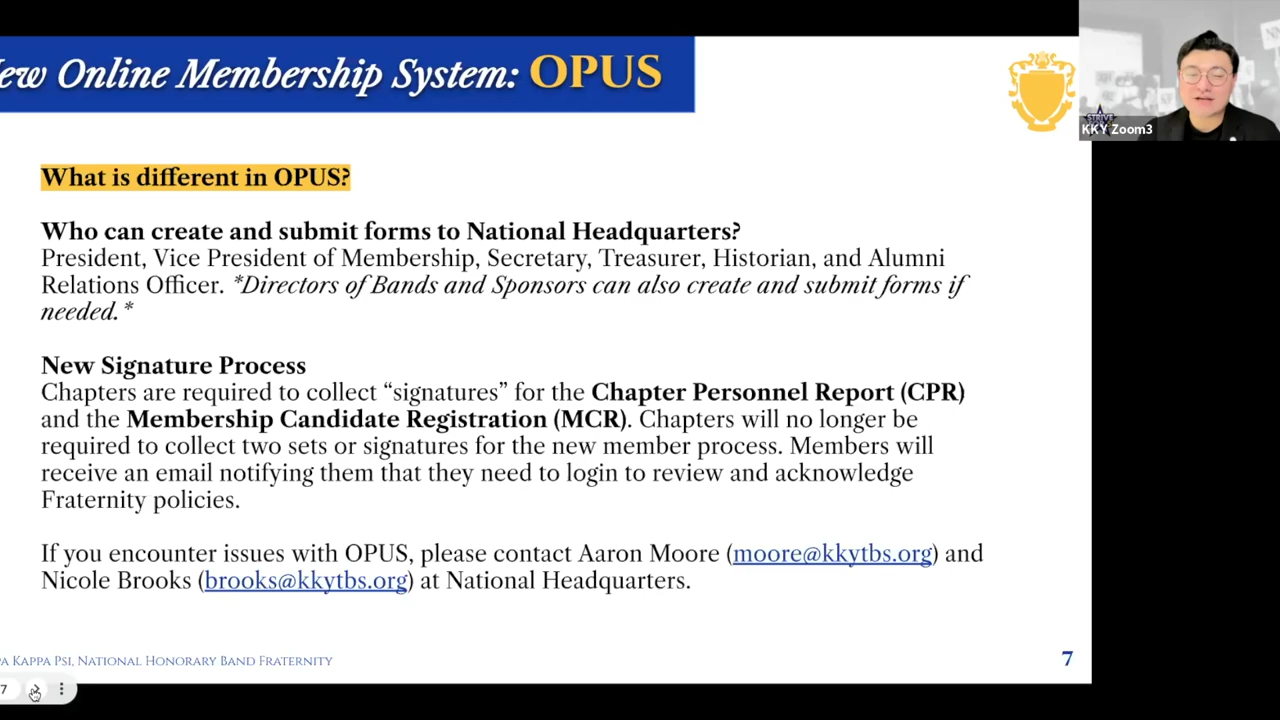 ew Online Membership System: OPUS
STRIVE
KKY Zoom3
What is different in OPUS?
Who can create and submit forms to National Headquarters?
President, Vice President of Membership, Secretary, Treasurer, Historian, and Alumni
Relations Officer. *Directors of Bands and Sponsors can also create and submit forms if
needed.*
New Signature Process
Chapters are required to collect “signatures” for the Chapter Personnel Report (CPR)
and the Membership Candidate Registration (MCR). Chapters will no longer be
required to collect two sets or signatures for the new member process. Members will
receive an email notifying them that they need to login to review and acknowledge
Fraternity policies.
If you encounter issues with OPUS, please contact Aaron Moore (moore@kkytbs.org) and
Nicole Brooks (brooks@kkytbs.org) at National Headquarters.
PA KAPPA PSI, NATIONAL HONORARY BAND FRATERNITY
7
7